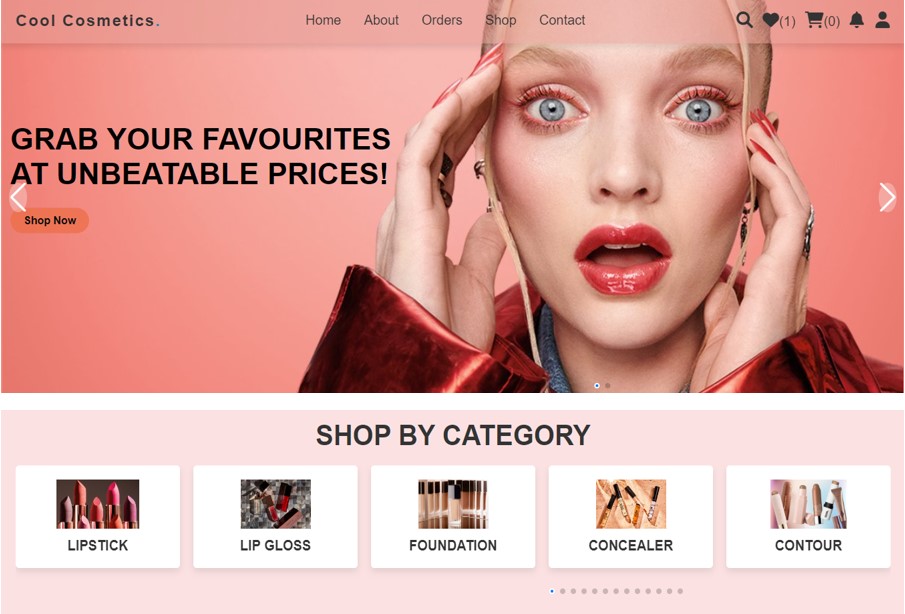 Cool Cosmetics.
Home About Orders Shop Contact
(1) (0)
GRAB YOUR FAVOURITES
AT UNBEATABLE PRICES!
Shop Now
SHOP BY CATEGORY
LIPSTICK
LIP GLOSS
FOUNDATION
CONCEALER
CONTOUR